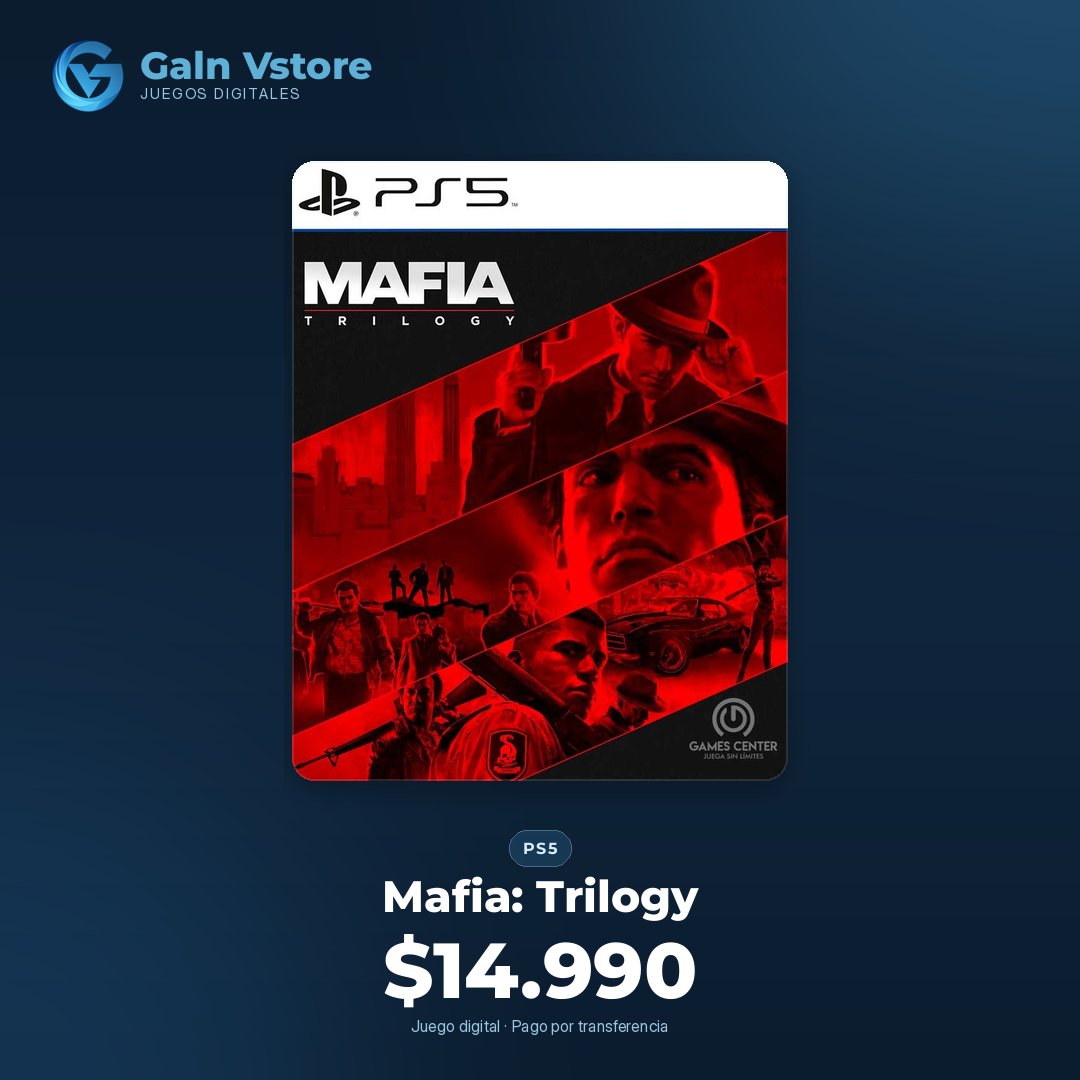 Galn Vstore
JUEGOS DIGITALES
PS5
MAFIA
TRILOGY
GAMES CENTER
JUEGA SIN LÍMITES
PS5
Mafia: Trilogy
$14.990
Juego digital · Pago por transferencia